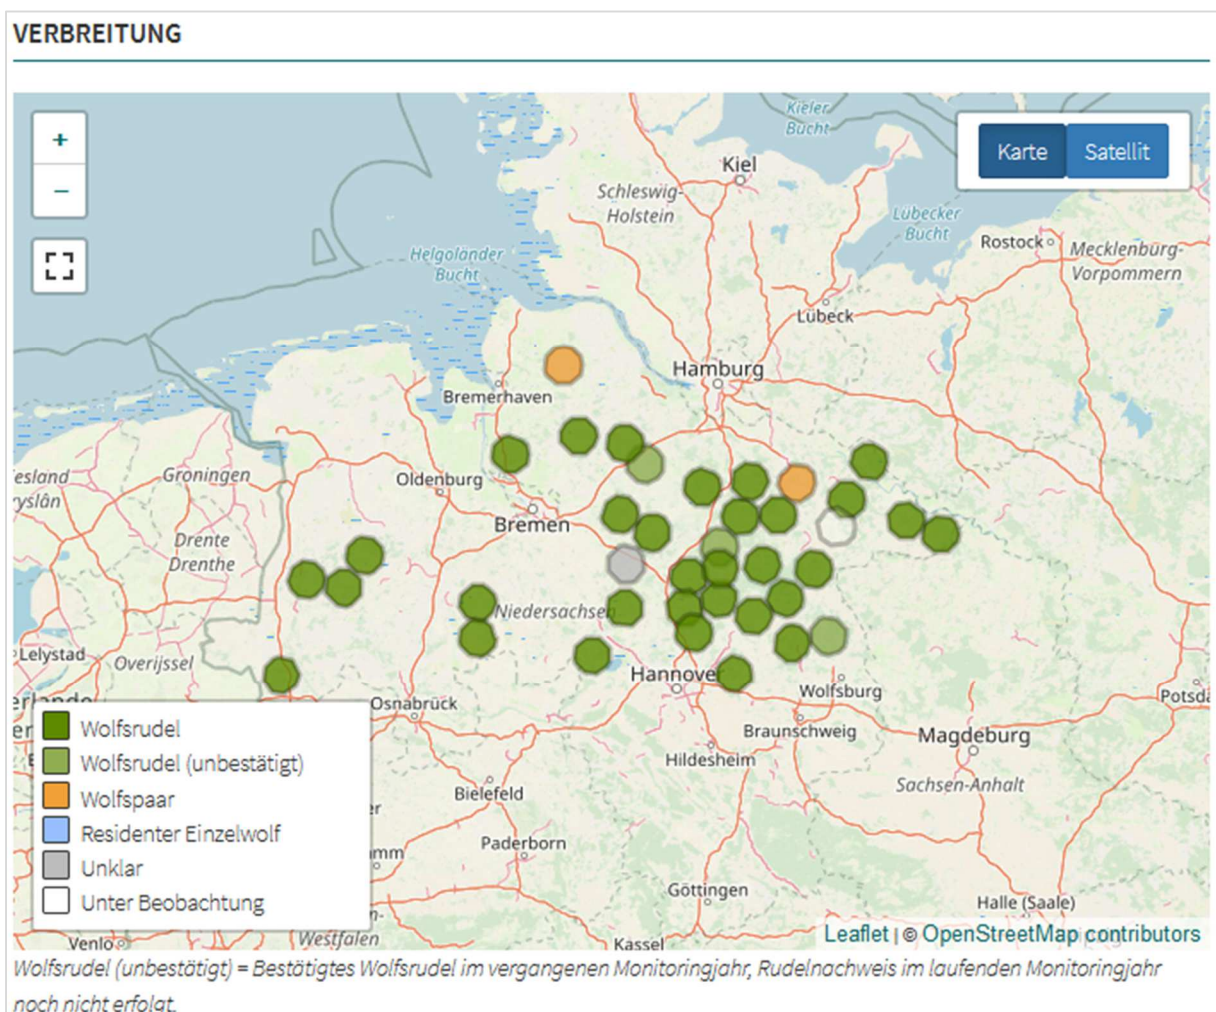 VERBREITUNG
+
−
Karte
Satellit
Kieler
Bucht
Kiel
Schleswig-
Holstein
Lübecker
Bucht
Rostock
Mecklenburg-
Vorpommern
Helgoländer
Bucht
Lübeck
Hamburg
Bremerhaven
Groningen
Oldenburg
Bremen
Drente
Drenthe
Niedersachsen
Lelystad
Overijssel
Hannover
Wolfsburg
Osnabrück
Braunschweig
Magdeburg
Hildesheim
Sachsen-Anhalt
Bielefeld
Paderborn
Göttingen
Halle (Saale)
Venlo
Westfalen
Kassel
Wolfsrudel
Wolfsrudel (unbestätigt)
Wolfspaar
Residenter Einzelwolf
Unklar
Unter Beobachtung
Leaflet | © OpenStreetMap contributors
Wolfsrudel (unbestätigt) = Bestätigtes Wolfsrudel im vergangenen Monitoringjahr, Rudelnachweis im laufenden Monitoringjahr
noch nicht erfolgt.